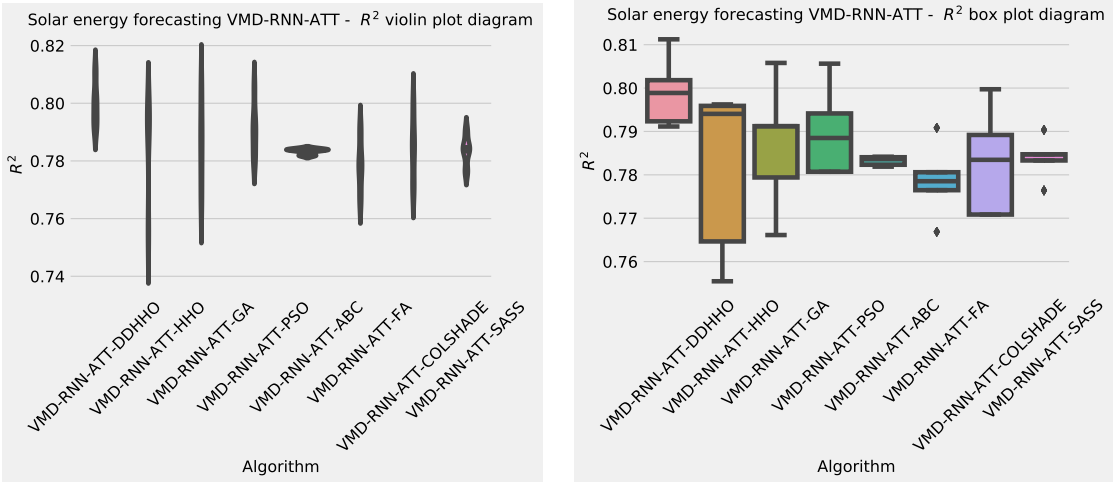 Solar energy forecasting VMD-RNN-ATT - R² violin plot diagram
0.82
0.80
0.78
0.76
0.74
R²
VMD-RNN-ATT-DDHHO
VMD-RNN-ATT-HHO
VMD-RNN-ATT-GA
VMD-RNN-ATT-PSO
VMD-RNN-ATT-ABC
VMD-RNN-ATT-FA
VMD-RNN-ATT-COLSHADE
VMD-RNN-ATT-SASS
Algorithm
Solar energy forecasting VMD-RNN-ATT - R² box plot diagram
0.81
0.80
0.79
0.78
0.77
0.76
R²
VMD-RNN-ATT-DDHHO
VMD-RNN-ATT-HHO
VMD-RNN-ATT-GA
VMD-RNN-ATT-PSO
VMD-RNN-ATT-ABC
VMD-RNN-ATT-FA
VMD-RNN-ATT-COLSHADE
VMD-RNN-ATT-SASS
Algorithm